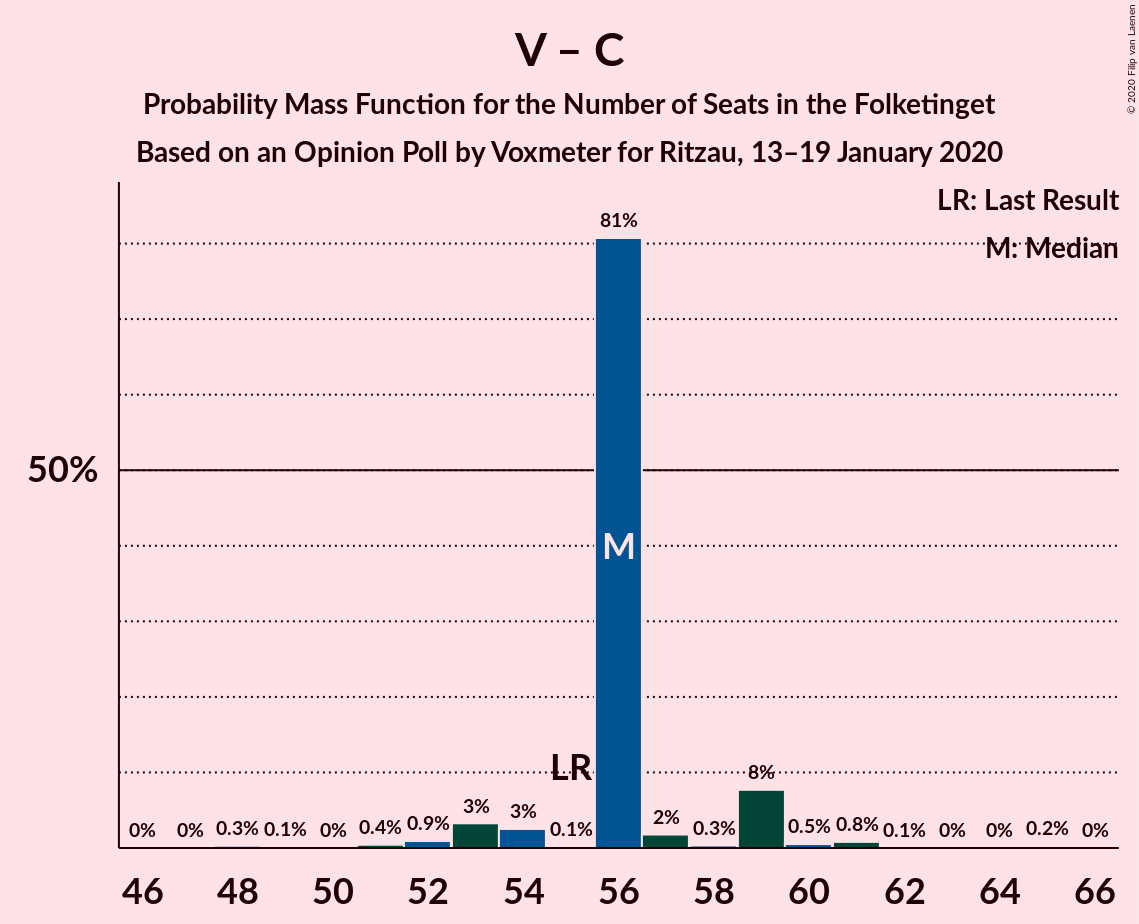 V – C
Probability Mass Function for the Number of Seats in the Folketinget
Based on an Opinion Poll by Voxmeter for Ritzau, 13–19 January 2020
© 2020 Filip van Laenen
LR: Last Result
M: Median
81%
50%
M
LR
0% 0% 0.3% 0.1% 0% 0.4% 0.9% 3% 3% 0.1% 2% 0.3% 8% 0.5% 0.8% 0.1% 0% 0% 0.2% 0%
46 48 50 52 54 56 58 60 62 64 66